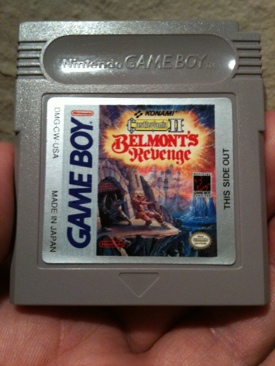 Nintendo GAME BOY
DMG-CW-USA
MADE IN JAPAN
GAME BOY
KONAMI
Castlevania II
BELMONT'S
Revenge
THIS SIDE OUT